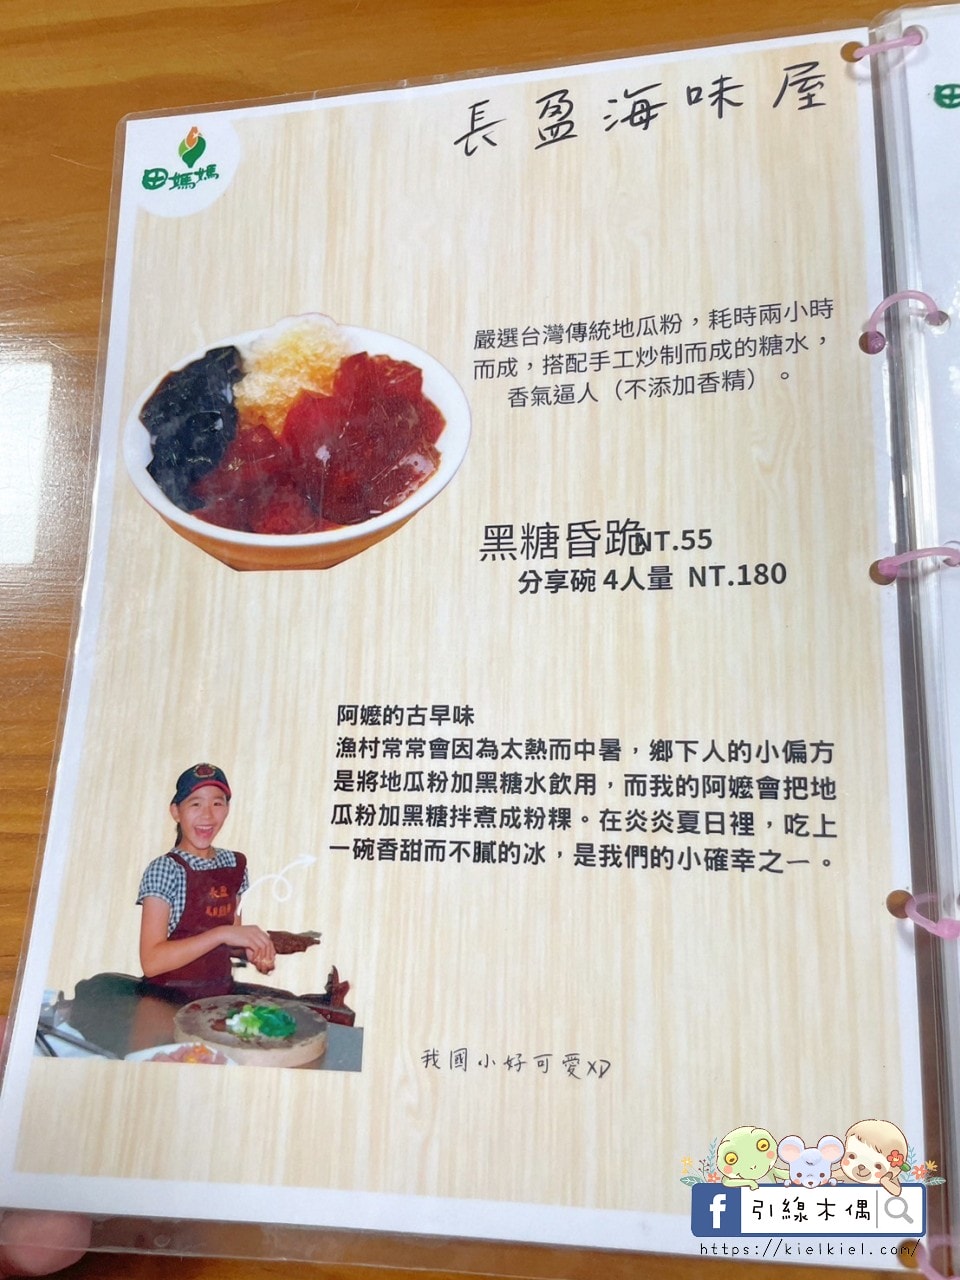 長盈海味屋
田媽媽
嚴選台灣傳統地瓜粉，耗時兩小時
而成，搭配手工炒制而成的糖水，
香氣逼人（不添加香精）。
黑糖昏跪NT.55
分享碗 4人量 NT.180
阿嬤的古早味
漁村常常會因為太熱而中暑，鄉下人的小偏方
是將地瓜粉加黑糖水飲用，而我的阿嬤會把地
瓜粉加黑糖拌煮成粉粿。在炎炎夏日裡，吃上
一碗香甜而不膩的冰，是我們的小確幸之一。
長盈
我國小好可愛XD
引線木偶
https://kielkiel.com/